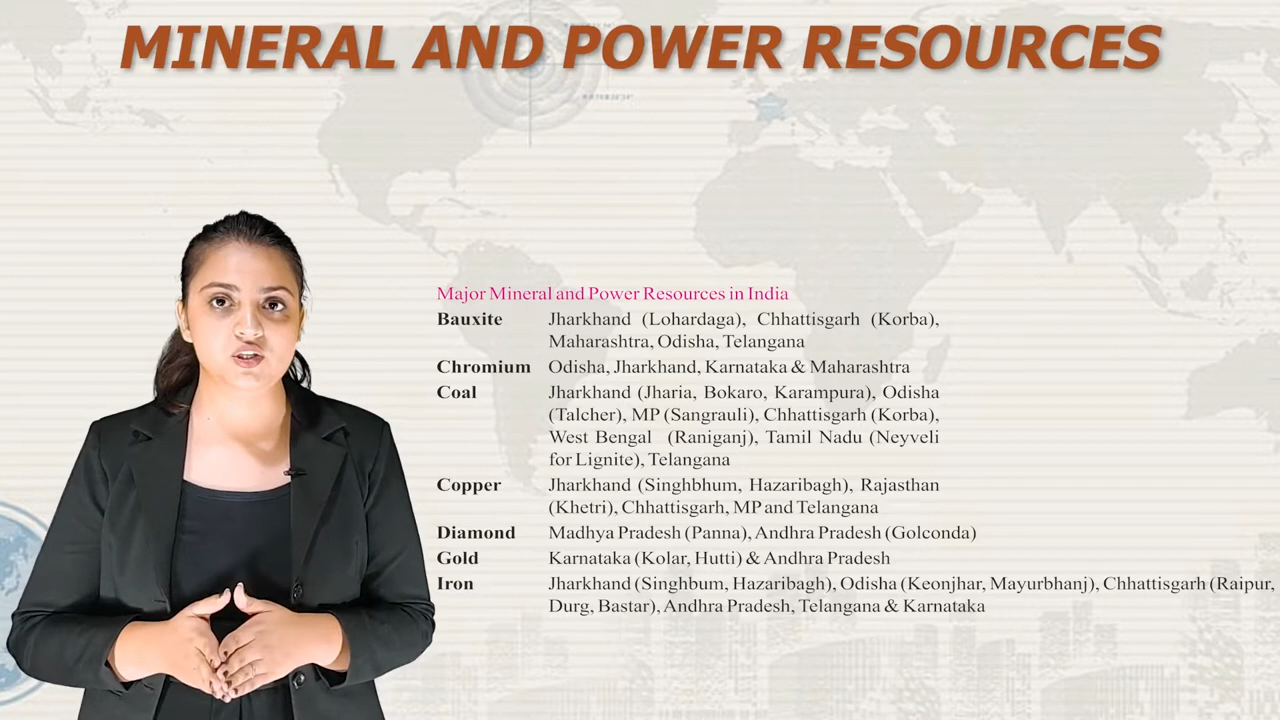 MINERAL AND POWER RESOURCES
Major Mineral and Power Resources in India
Bauxite Jharkhand (Lohardaga), Chhattisgarh (Korba),
Maharashtra, Odisha, Telangana
Chromium Odisha, Jharkhand, Karnataka & Maharashtra
Coal Jharkhand (Jharia, Bokaro, Karampura), Odisha
(Talcher), MP (Sangrauli), Chhattisgarh (Korba),
West Bengal (Raniganj), Tamil Nadu (Neyveli
for Lignite), Telangana
Copper Jharkhand (Singhbhum, Hazaribagh), Rajasthan
(Khetri), Chhattisgarh, MP and Telangana
Diamond Madhya Pradesh (Panna), Andhra Pradesh (Golconda)
Gold Karnataka (Kolar, Hutti) & Andhra Pradesh
Iron Jharkhand (Singhbum, Hazaribagh), Odisha (Keonjhar, Mayurbhanj), Chhattisgarh (Raipur,
Durg, Bastar), Andhra Pradesh, Telangana & Karnataka